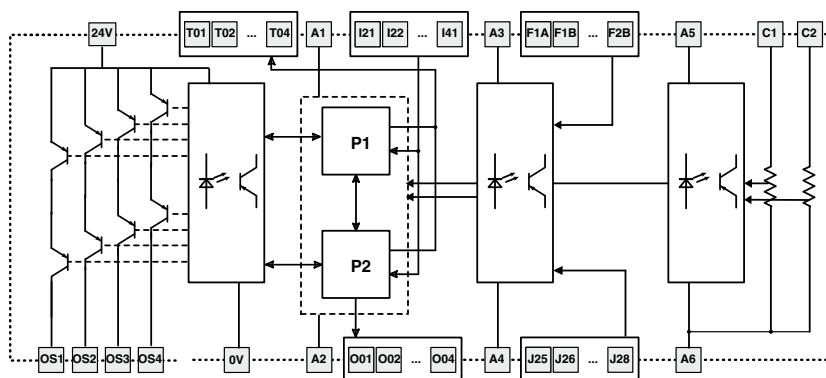 24V T01 T02 ... T04 A1 I21 I22 ... I41 A3 F1A F1B ... F2B A5 C1 C2
P1
P2
OS1 OS2 OS3 OS4 0V A2 O01 O02 ... O04 A4 J25 J26 ... J28 A6